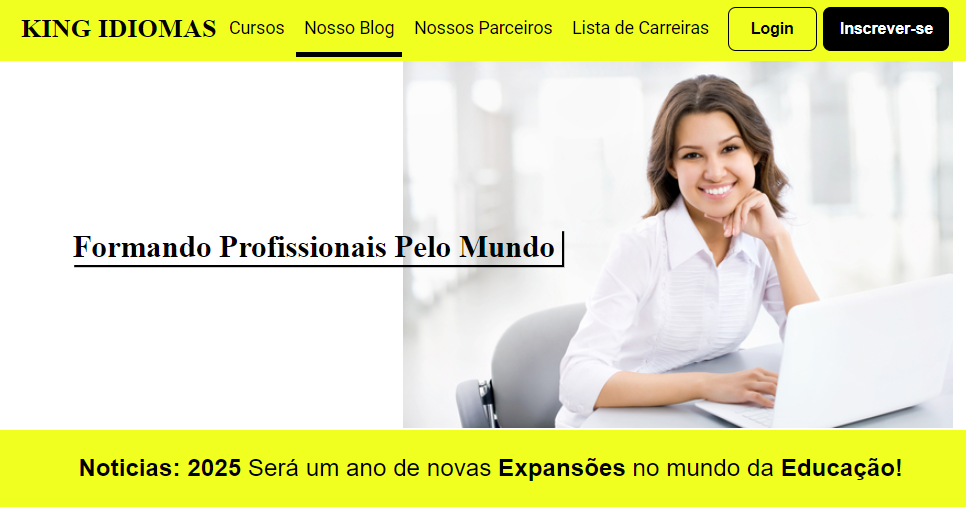 KING IDIOMAS Cursos Nosso Blog Nossos Parceiros Lista de Carreiras Login Inscrever-se
Formando Profissionais Pelo Mundo
Noticias: 2025 Será um ano de novas Expansões no mundo da Educação!